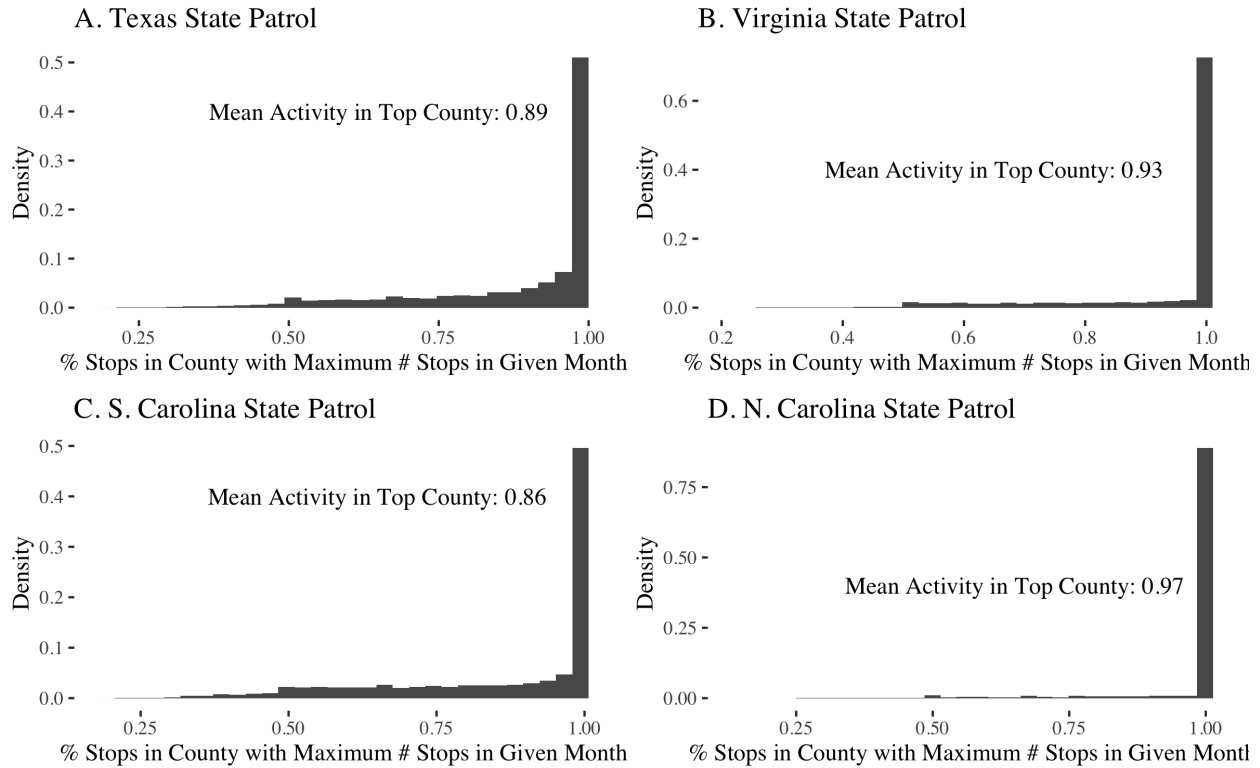 A. Texas State Patrol
Density
0.5
0.4
0.3
0.2
0.1
0.0
Mean Activity in Top County: 0.89
0.25 0.50 0.75 1.00
% Stops in County with Maximum # Stops in Given Month
B. Virginia State Patrol
Density
0.6
0.4
0.2
0.0
Mean Activity in Top County: 0.93
0.2 0.4 0.6 0.8 1.0
% Stops in County with Maximum # Stops in Given Month
C. S. Carolina State Patrol
Density
0.5
0.4
0.3
0.2
0.1
0.0
Mean Activity in Top County: 0.86
0.25 0.50 0.75 1.00
% Stops in County with Maximum # Stops in Given Month
D. N. Carolina State Patrol
Density
0.75
0.50
0.25
0.00
Mean Activity in Top County: 0.97
0.25 0.50 0.75 1.00
% Stops in County with Maximum # Stops in Given Month